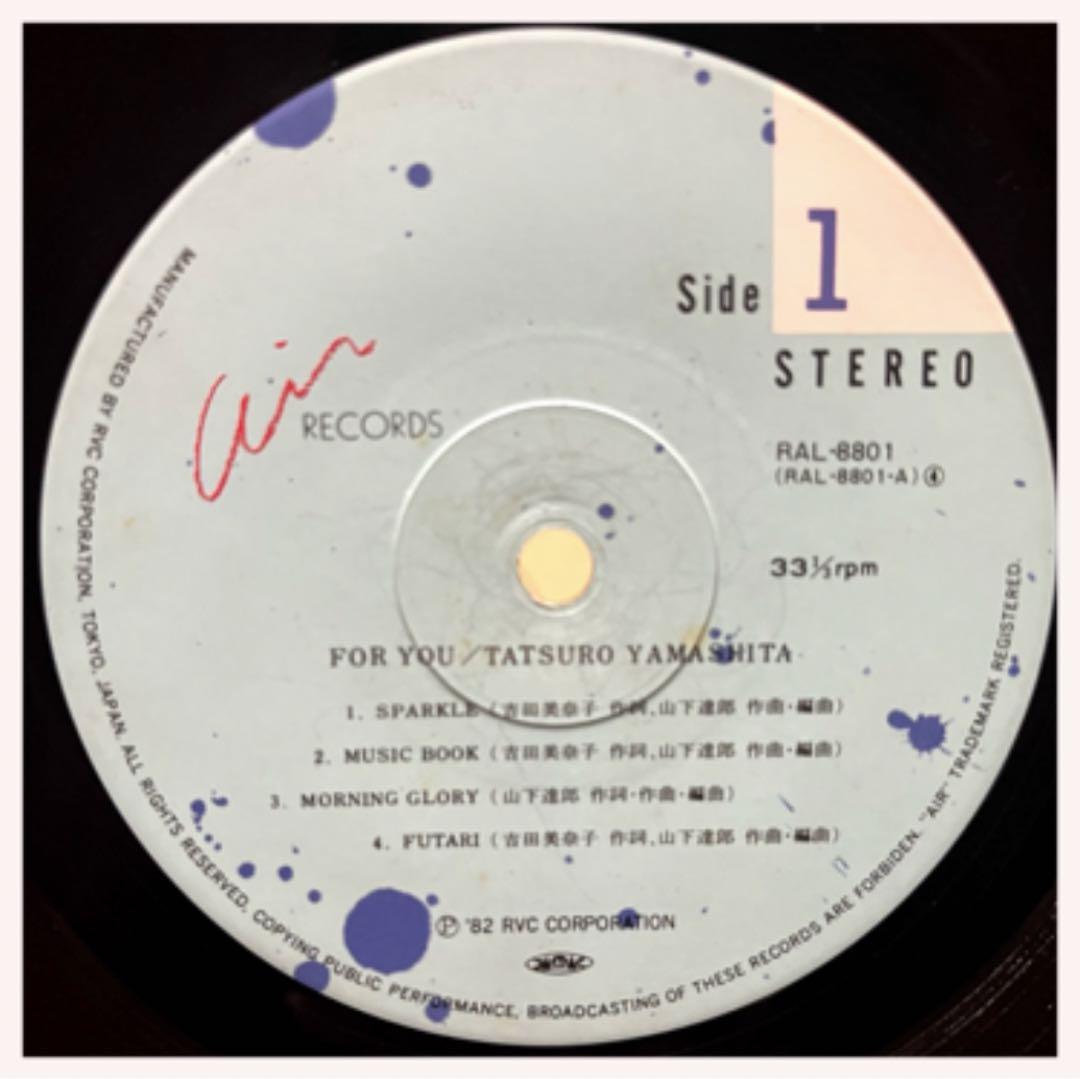 Side 1
STEREO
Air RECORDS
RAL-8801
(RAL-8801-A) ④
33⅓rpm
FOR YOU/TATSURO YAMASHITA
1. SPARKLE (吉田美奈子 作詞,山下達郎 作曲・編曲)
2. MUSIC BOOK (吉田美奈子 作詞,山下達郎 作曲・編曲)
3. MORNING GLORY (山下達郎 作詞・作曲・編曲)
4. FUTARI (吉田美奈子 作詞,山下達郎 作曲・編曲)
Ⓟ '82 RVC CORPORATION
MANUFACTURED BY RVC CORPORATION, TOKYO, JAPAN. ALL RIGHTS RESERVED. COPYING, PUBLIC PERFORMANCE, BROADCASTING OF THESE RECORDS ARE FORBIDDEN. "AIR" TRADEMARK REGISTERED.